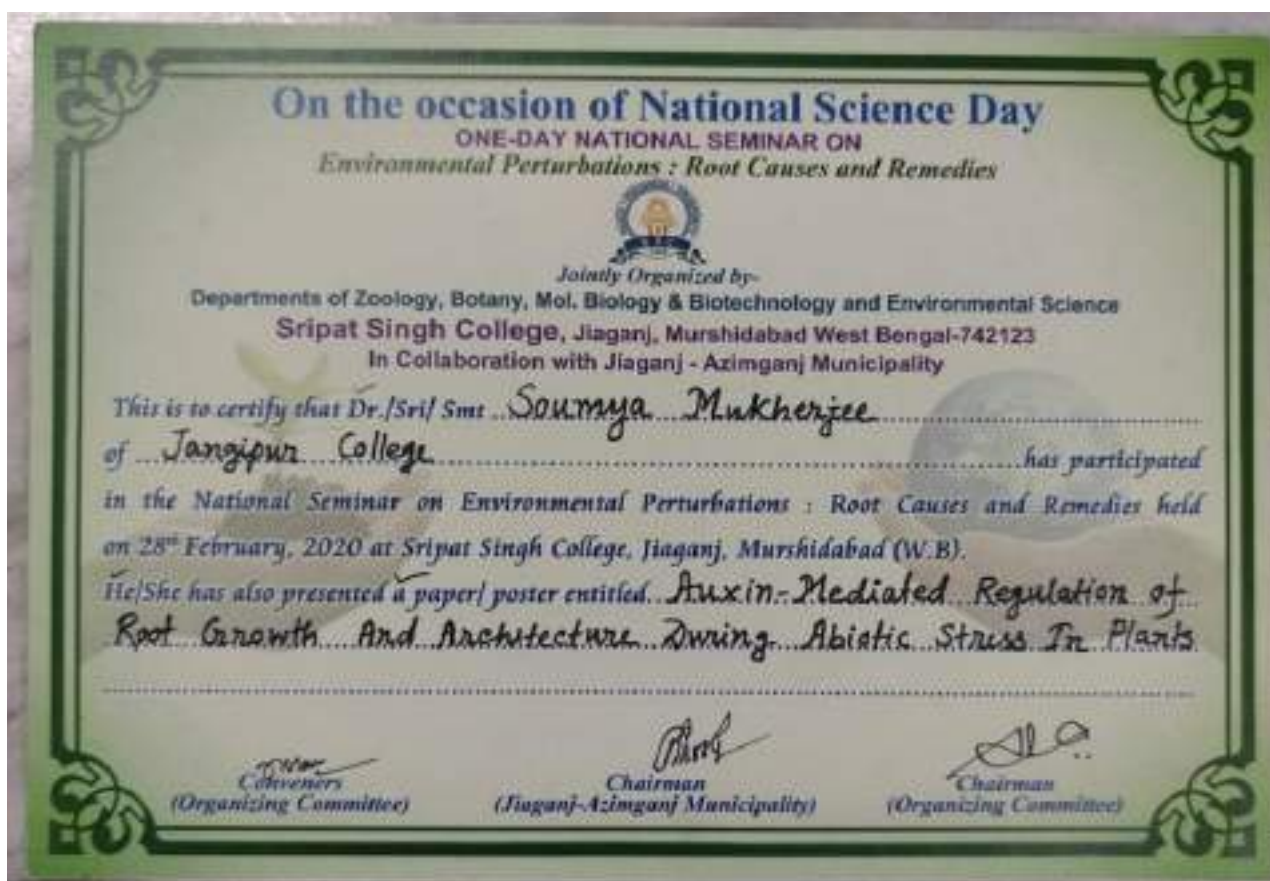 On the occasion of National Science Day
ONE-DAY NATIONAL SEMINAR ON
Environmental Perturbations : Root Causes and Remedies
Jointly Organized by-
Departments of Zoology, Botany, Mol. Biology & Biotechnology and Environmental Science
Sripat Singh College, Jiaganj, Murshidabad West Bengal-742123
In Collaboration with Jiaganj - Azimganj Municipality
This is to certify that Dr./Sri/ Smt Soumya Mukherjee
of Jangipur College has participated
in the National Seminar on Environmental Perturbations : Root Causes and Remedies held
on 28th February, 2020 at Sripat Singh College, Jiaganj, Murshidabad (W.B).
He/She has also presented a paper/ poster entitled Auxin-Mediated Regulation of
Root Growth And Architecture During Abiotic Stress In Plants
Conveners Chairman Chairman
(Organizing Committee) (Jiaganj-Azimganj Municipality) (Organizing Committee)